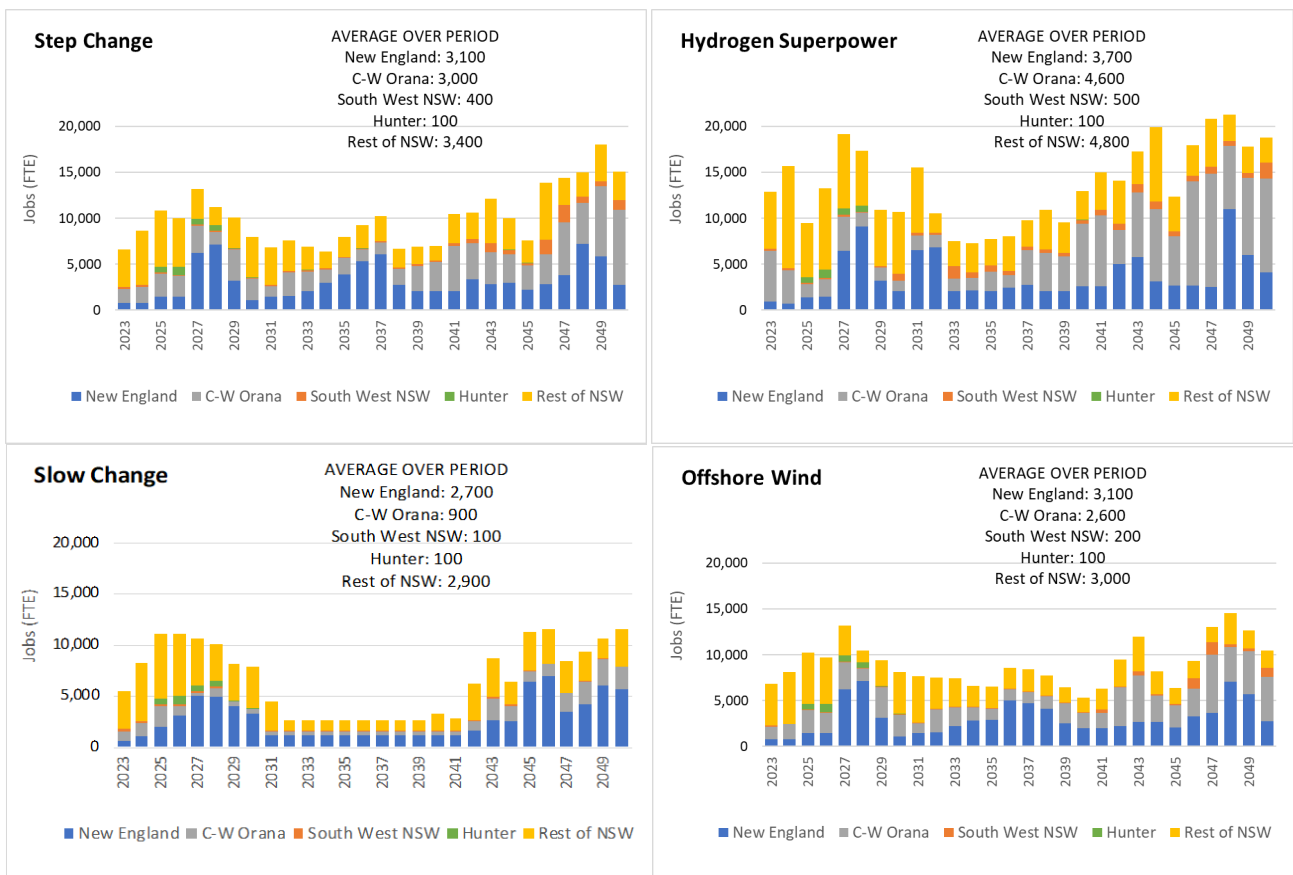 Step Change
AVERAGE OVER PERIOD
New England: 3,100
C-W Orana: 3,000
South West NSW: 400
Hunter: 100
Rest of NSW: 3,400
Jobs (FTE)
20,000
15,000
10,000
5,000
0
2023 2025 2027 2029 2031 2033 2035 2037 2039 2041 2043 2045 2047 2049
New England C-W Orana South West NSW Hunter Rest of NSW
Hydrogen Superpower
AVERAGE OVER PERIOD
New England: 3,700
C-W Orana: 4,600
South West NSW: 500
Hunter: 100
Rest of NSW: 4,800
Jobs (FTE)
20,000
15,000
10,000
5,000
0
2023 2025 2027 2029 2031 2033 2035 2037 2039 2041 2043 2045 2047 2049
New England C-W Orana South West NSW Hunter Rest of NSW
Slow Change
AVERAGE OVER PERIOD
New England: 2,700
C-W Orana: 900
South West NSW: 100
Hunter: 100
Rest of NSW: 2,900
Jobs (FTE)
20,000
15,000
10,000
5,000
0
2023 2025 2027 2029 2031 2033 2035 2037 2039 2041 2043 2045 2047 2049
New England C-W Orana South West NSW Hunter Rest of NSW
Offshore Wind
AVERAGE OVER PERIOD
New England: 3,100
C-W Orana: 2,600
South West NSW: 200
Hunter: 100
Rest of NSW: 3,000
Jobs (FTE)
20,000
15,000
10,000
5,000
0
2023 2025 2027 2029 2031 2033 2035 2037 2039 2041 2043 2045 2047 2049
New England C-W Orana South West NSW Hunter Rest of NSW